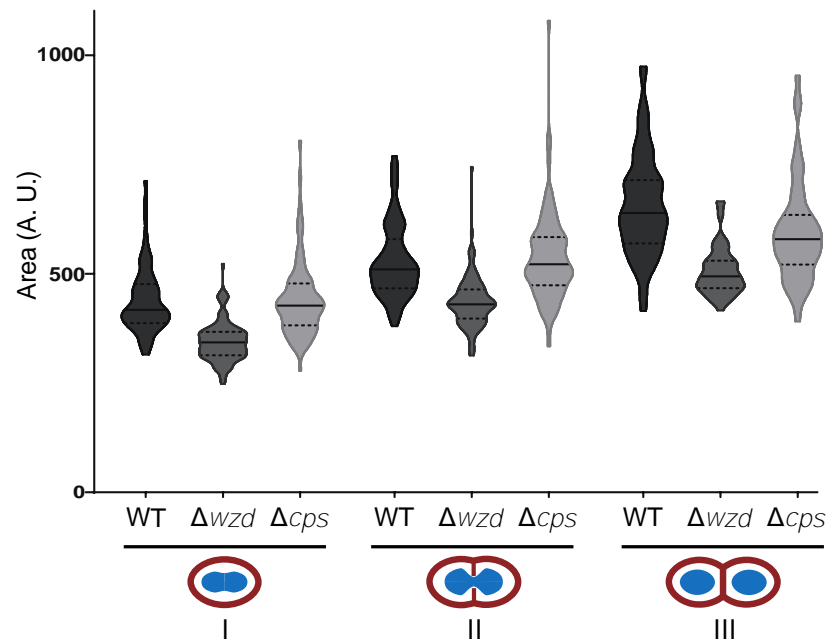 1000
500
0
Area (A. U.)
WT Δwzd Δcps WT Δwzd Δcps WT Δwzd Δcps
I II III